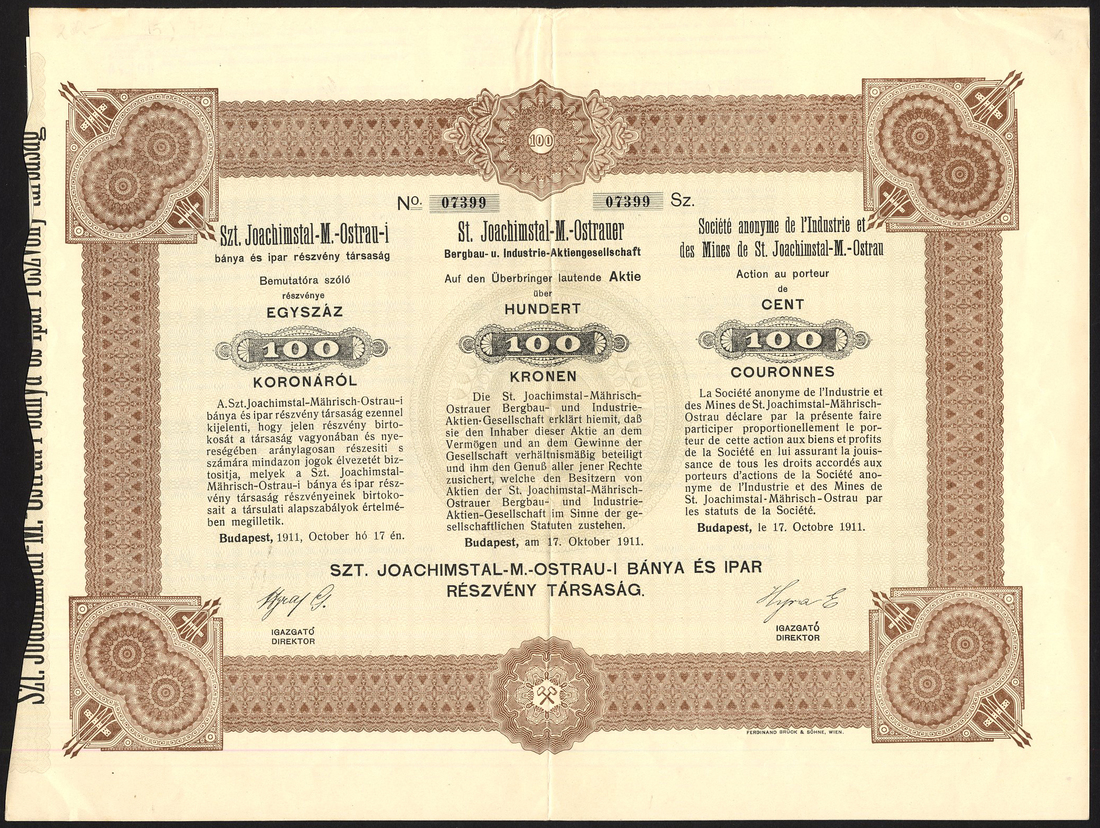 100
No. 07399
07399 Sz.
Szt. Joachimstal-M.-Ostrau-i
bánya és ipar részvény társaság
Bemutatóra szóló
részvénye
EGYSZÁZ
100
KORONÁRÓL
A.Szt.Joachimstal-Mährisch-Ostrau-i
bánya és ipar részvény társaság ezennel
kijelenti, hogy jelen részvény birto-
kosát a társaság vagyonában és nye-
reségében aránylagosan részesiti s
számára mindazon jogok élvezetét biz-
tositja, melyek a Szt. Joachimstal-
Mährisch-Ostrau-i bánya és ipar rész-
vény társaság részvényeinek birtoko-
sait a társulati alapszabályok értelmé-
ben megilletik.
Budapest, 1911, October hó 17 én.
St. Joachimstal-M.-Ostrauer
Bergbau- u. Industrie-Aktiengesellschaft
Auf den Überbringer lautende Aktie
über
HUNDERT
100
KRONEN
Die St. Joachimstal-Mährisch-
Ostrauer Bergbau- und Industrie-
Aktien-Gesellschaft erklärt hiemit, daß
sie den Inhaber dieser Aktie an dem
Vermögen und an dem Gewinne der
Gesellschaft verhältnismäßig beteiligt
und ihm den Genuß aller jener Rechte
zusichert, welche den Besitzern von
Aktien der St. Joachimstal-Mährisch-
Ostrauer Bergbau- und Industrie-
Aktien-Gesellschaft im Sinne der ge-
sellschaftlichen Statuten zustehen.
Budapest, am 17. Oktober 1911.
Société anonyme de l'Industrie et
des Mines de St. Joachimstal-M.-Ostrau
Action au porteur
de
CENT
100
COURONNES
La Société anonyme de l'Industrie et
des Mines de St. Joachimstal-Mährisch-
Ostrau déclare par la présente faire
participer proportionellement le por-
teur de cette action aux biens et profits
de la Société en lui assurant la jouis-
sance de tous les droits accordés aux
porteurs d'actions de la Société ano-
nyme de l'Industrie et des Mines de
St. Joachimstal-Mährisch-Ostrau par
les statuts de la Société.
Budapest, le 17. Octobre 1911.
SZT. JOACHIMSTAL-M.-OSTRAU-I BÁNYA ÉS IPAR
RÉSZVÉNY TÁRSASÁG.
IGAZGATÓ
DIREKTOR
IGAZGATÓ
DIREKTOR
FERDINAND BRÜCK & SÖHNE, WIEN.
Szt. Joachimstal M. Ostrau i bánya és ipar részvény társaság